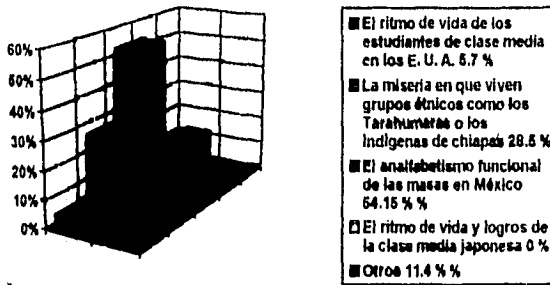 60%
50%
40%
30%
20%
10%
0%
El ritmo de vida de los
estudiantes de clase media
en los E. U. A. 5.7 %
La miseria en que viven
grupos étnicos como los
Tarahumaras o los
Indígenas de chiapas 28.5 %
El analfabetismo funcional
de las masas en México
54.15 % %
El ritmo de vida y logros de
la clase media japonesa 0 %
Otros 11.4 % %